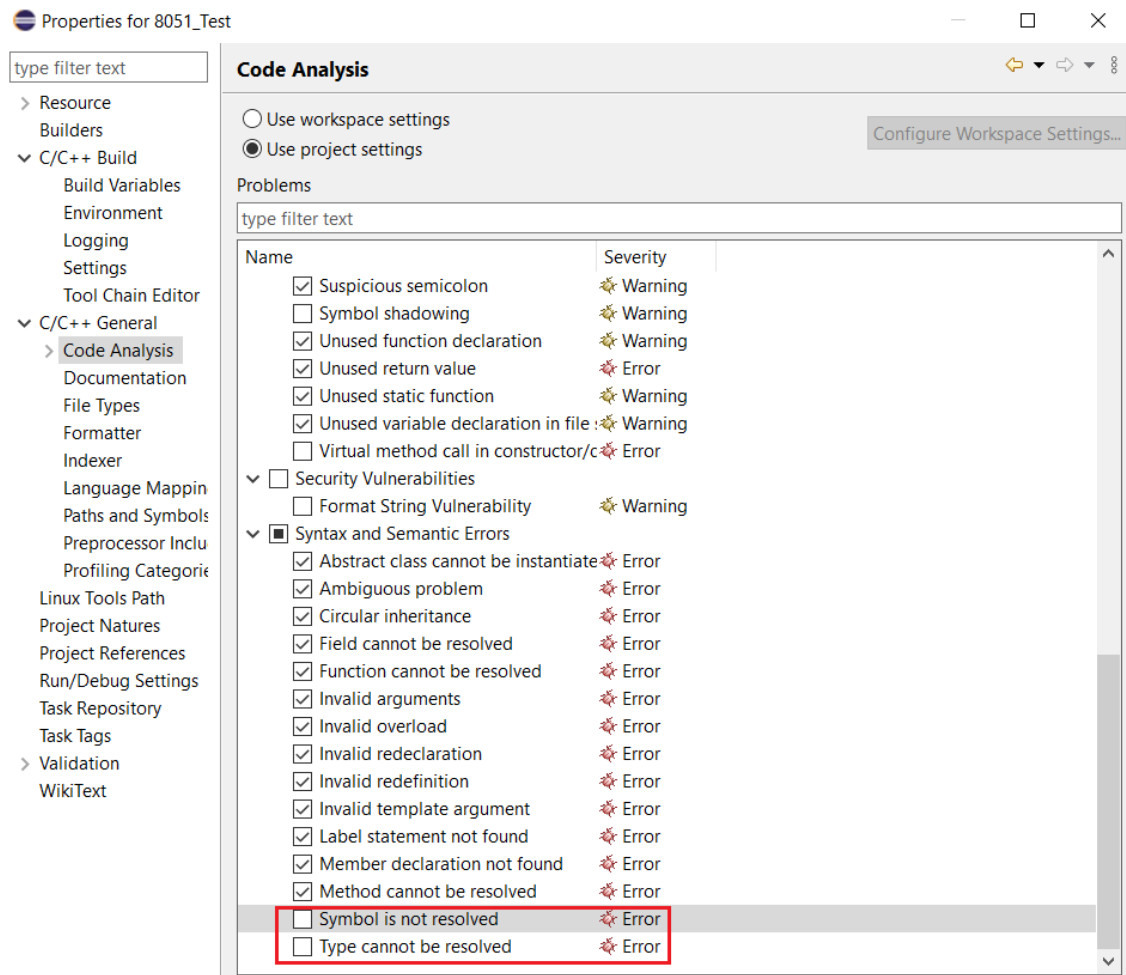 Properties for 8051_Test
type filter text
Resource
Builders
C/C++ Build
Build Variables
Environment
Logging
Settings
Tool Chain Editor
C/C++ General
Code Analysis
Documentation
File Types
Formatter
Indexer
Language Mappin
Paths and Symbols
Preprocessor Inclu
Profiling Categorie
Linux Tools Path
Project Natures
Project References
Run/Debug Settings
Task Repository
Task Tags
Validation
WikiText
Code Analysis
Use workspace settings
Use project settings
Configure Workspace Settings...
Problems
type filter text
Name Severity
Suspicious semicolon Warning
Symbol shadowing Warning
Unused function declaration Warning
Unused return value Error
Unused static function Warning
Unused variable declaration in file s Warning
Virtual method call in constructor/c Error
Security Vulnerabilities
Format String Vulnerability Warning
Syntax and Semantic Errors
Abstract class cannot be instantiate Error
Ambiguous problem Error
Circular inheritance Error
Field cannot be resolved Error
Function cannot be resolved Error
Invalid arguments Error
Invalid overload Error
Invalid redeclaration Error
Invalid redefinition Error
Invalid template argument Error
Label statement not found Error
Member declaration not found Error
Method cannot be resolved Error
Symbol is not resolved Error
Type cannot be resolved Error